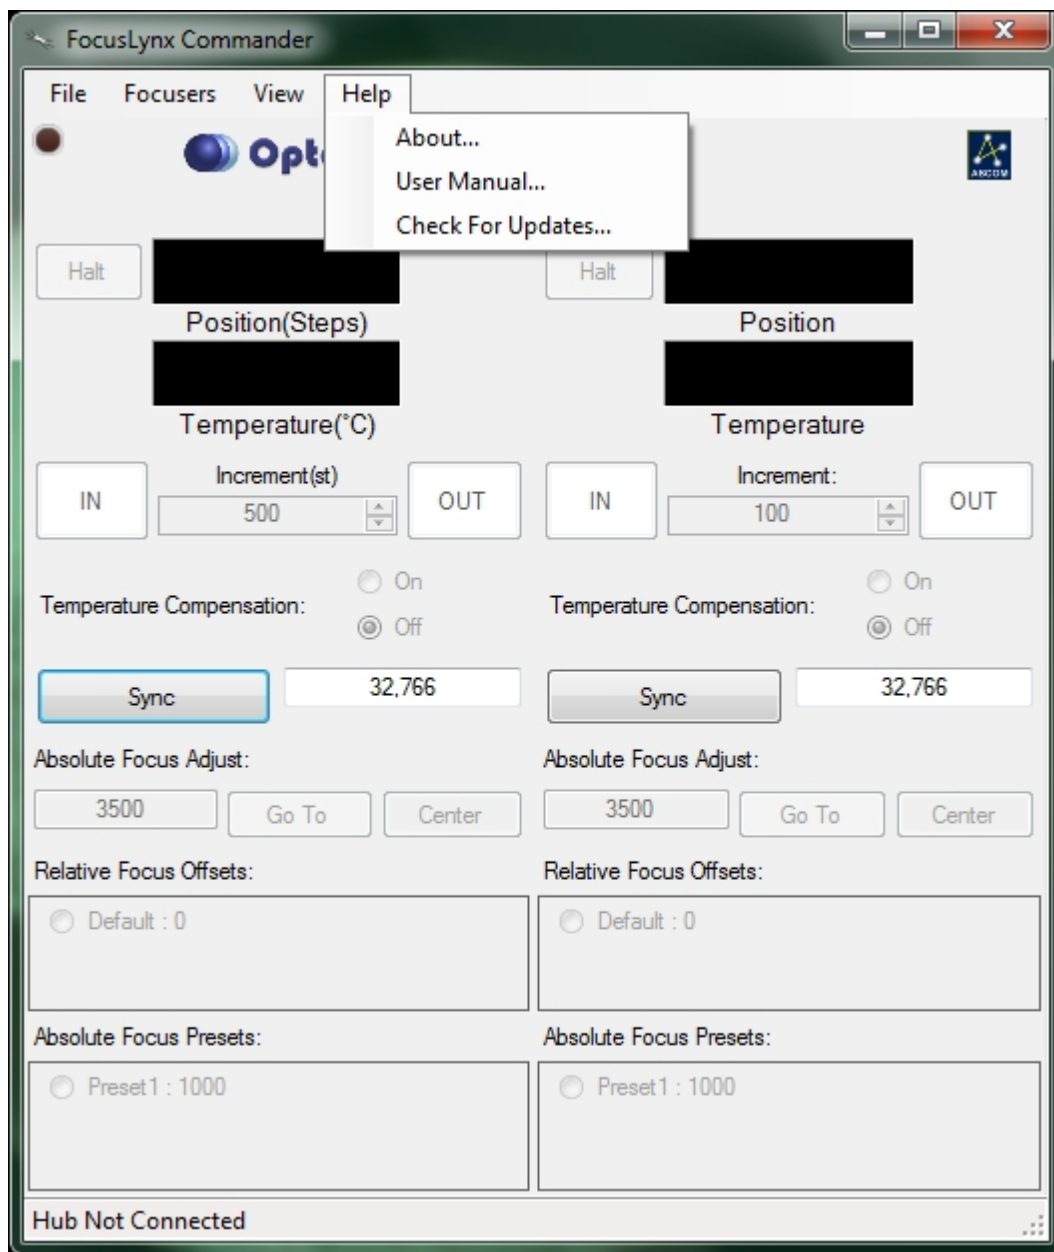 FocusLynx Commander
File Focusers View Help
About...
User Manual...
Check For Updates...
ASCOM
Halt Halt
Position(Steps) Position
Temperature(°C) Temperature
Increment(st) Increment:
IN 500 OUT IN 100 OUT
On On
Temperature Compensation: Temperature Compensation:
Off Off
Sync 32,766 Sync 32,766
Absolute Focus Adjust: Absolute Focus Adjust:
3500 Go To Center 3500 Go To Center
Relative Focus Offsets: Relative Focus Offsets:
Default : 0 Default : 0
Absolute Focus Presets: Absolute Focus Presets:
Preset1 : 1000 Preset1 : 1000
Hub Not Connected